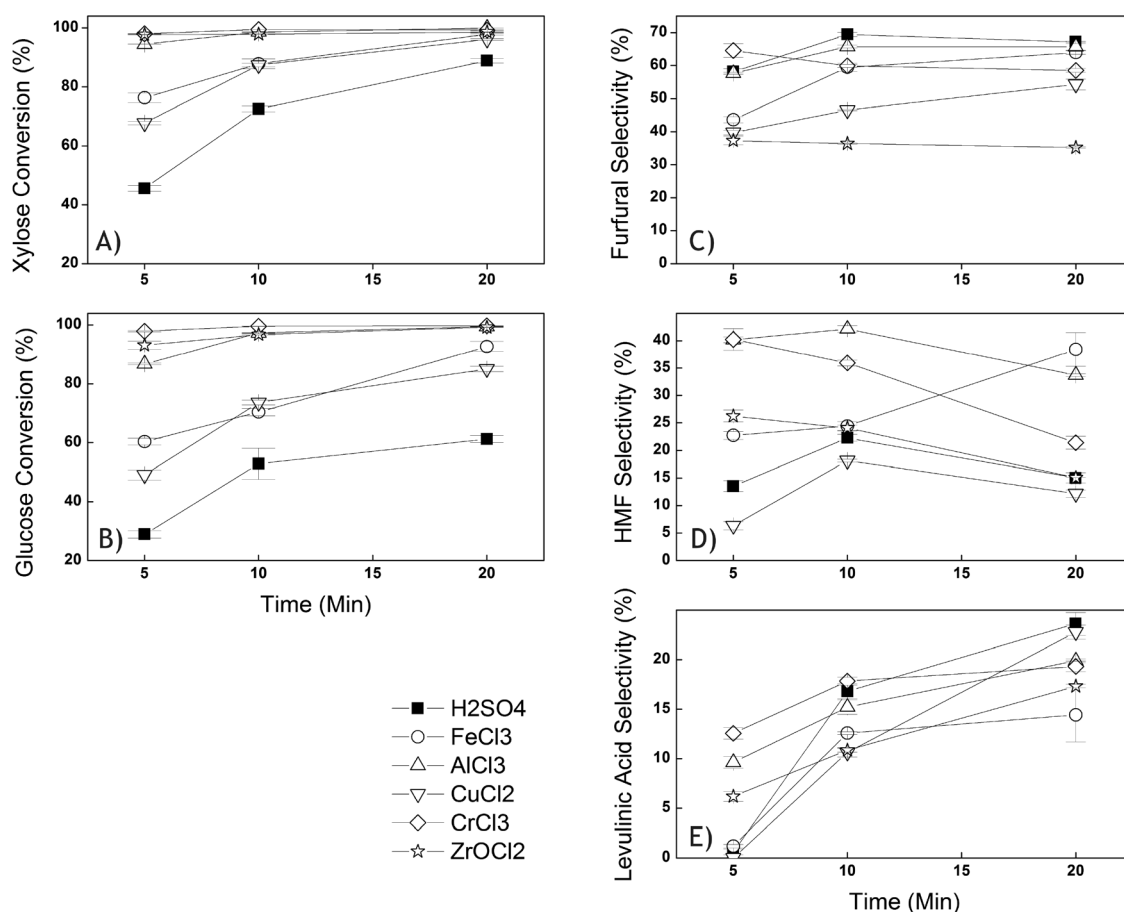 Xylose Conversion (%)
100
80
60
40
20
A)
5
10
15
20
Glucose Conversion (%)
100
80
60
40
20
B)
5
10
15
20
Time (Min)
H2SO4
FeCl3
AlCl3
CuCl2
CrCl3
ZrOCl2
Furfural Selectivity (%)
70
60
50
40
30
20
10
0
C)
5
10
15
20
HMF Selectivity (%)
40
35
30
25
20
15
10
5
0
D)
5
10
15
20
Levulinic Acid Selectivity (%)
20
15
10
5
0
E)
5
10
15
20
Time (Min)